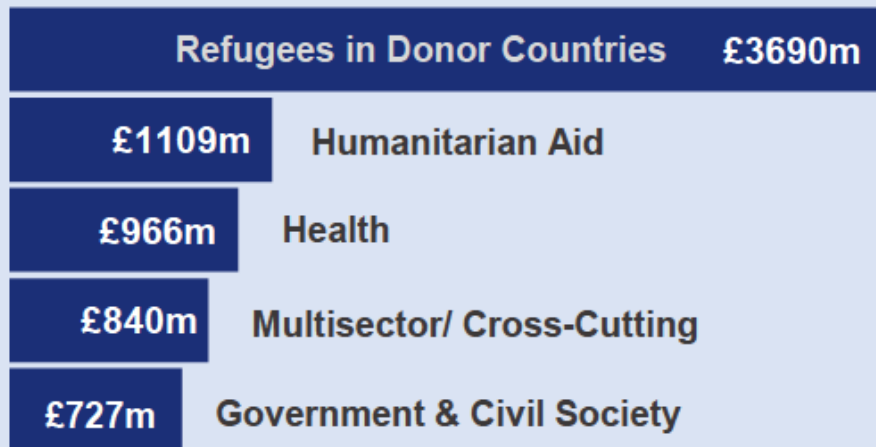 Refugees in Donor Countries £3690m
£1109m Humanitarian Aid
£966m Health
£840m Multisector/ Cross-Cutting
£727m Government & Civil Society